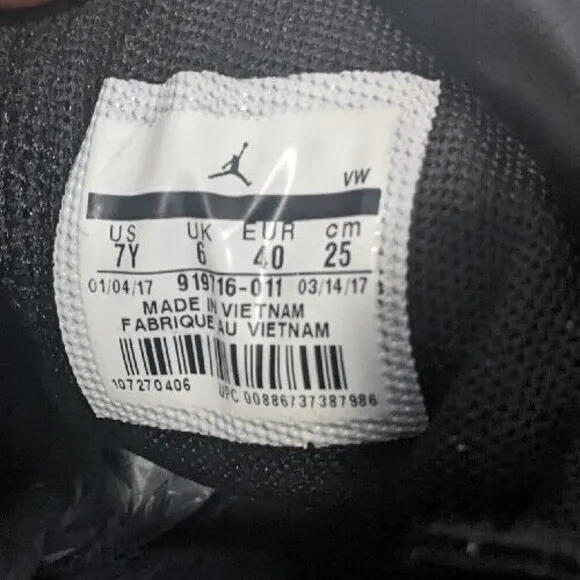 VW
US UK EUR cm
7Y 6 40 25
01/04/17 919716-011 03/14/17
MADE IN VIETNAM
FABRIQUE AU VIETNAM
107270406 UPC 00886737387986